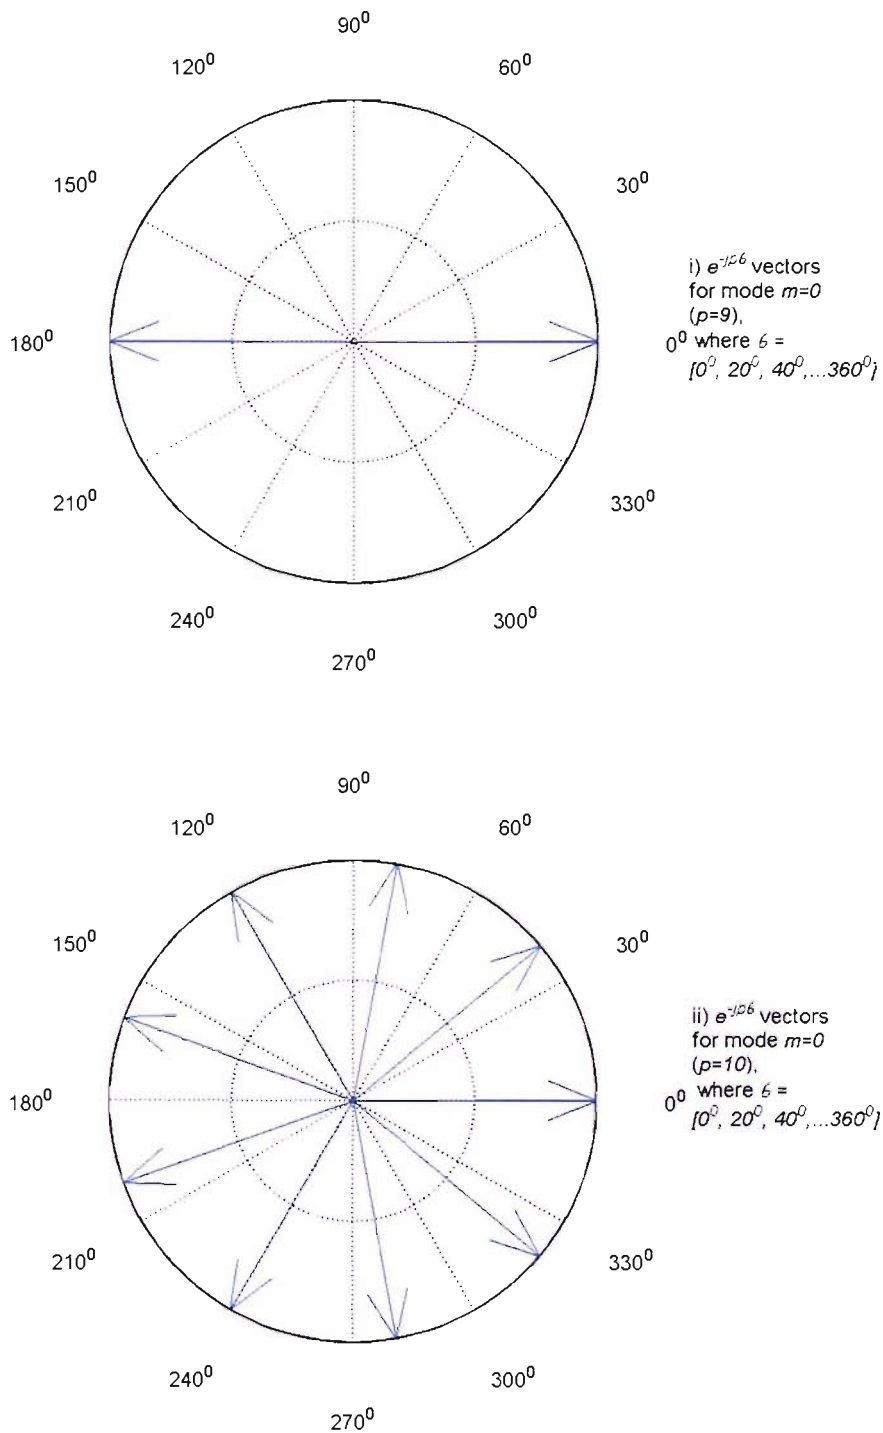 90⁰
120⁰ 60⁰
150⁰ 30⁰
i) e^-jpδ vectors
for mode m=0
(p=9),
180⁰ 0⁰ where δ =
[0⁰, 20⁰, 40⁰,...360⁰]
210⁰ 330⁰
240⁰ 300⁰
270⁰
90⁰
120⁰ 60⁰
150⁰ 30⁰
ii) e^-jpδ vectors
for mode m=0
(p=10),
180⁰ 0⁰ where δ =
[0⁰, 20⁰, 40⁰,...360⁰]
210⁰ 330⁰
240⁰ 300⁰
270⁰